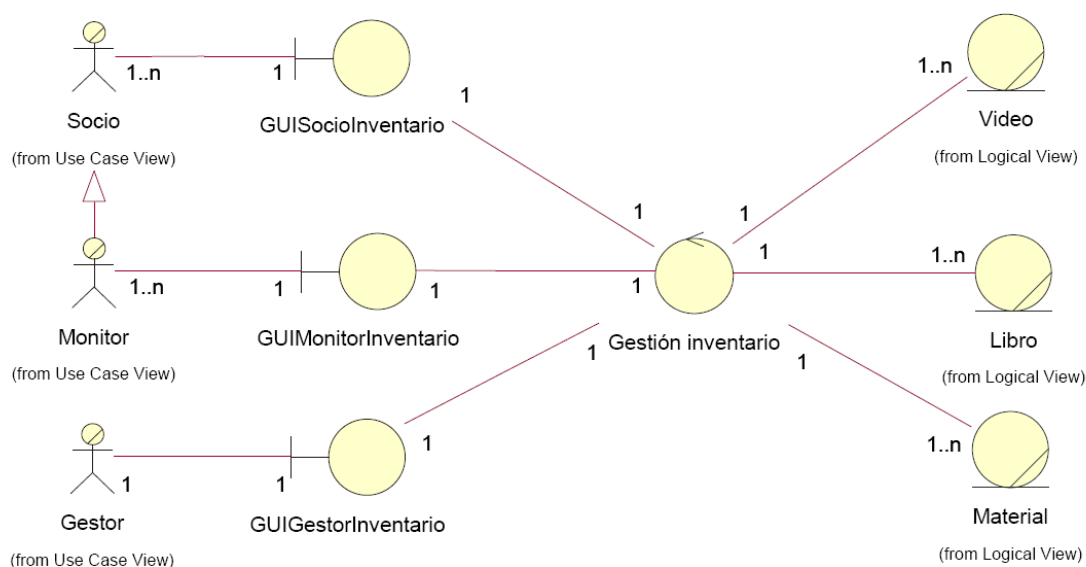 1..n
1
1
1..n
Socio
GUISocioInventario
Video
(from Use Case View)
(from Logical View)
1
1
1
1..n
1
1
1
1..n
Monitor
GUIMonitorInventario
Gestión inventario
Libro
(from Use Case View)
(from Logical View)
1
1
1
1..n
1
1
Gestor
GUIGestorInventario
Material
(from Use Case View)
(from Logical View)